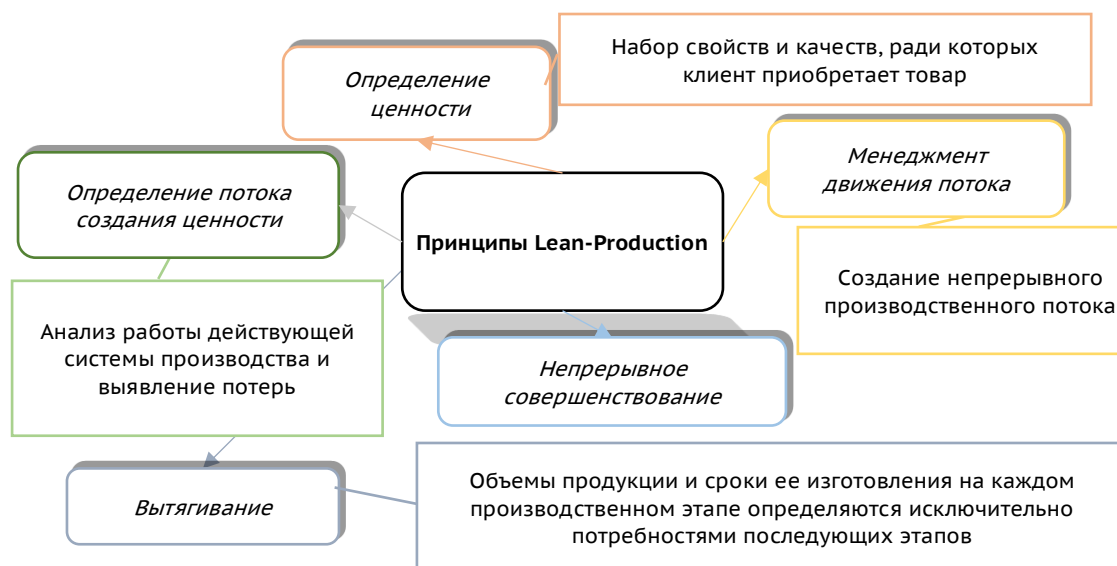 Набор свойств и качеств, ради которых
клиент приобретает товар
Определение
ценности
Менеджмент
движения потока
Определение потока
создания ценности
Принципы Lean-Production
Создание непрерывного
производственного потока
Анализ работы действующей
системы производства и
выявление потерь
Непрерывное
совершенствование
Вытягивание
Объемы продукции и сроки ее изготовления на каждом
производственном этапе определяются исключительно
потребностями последующих этапов